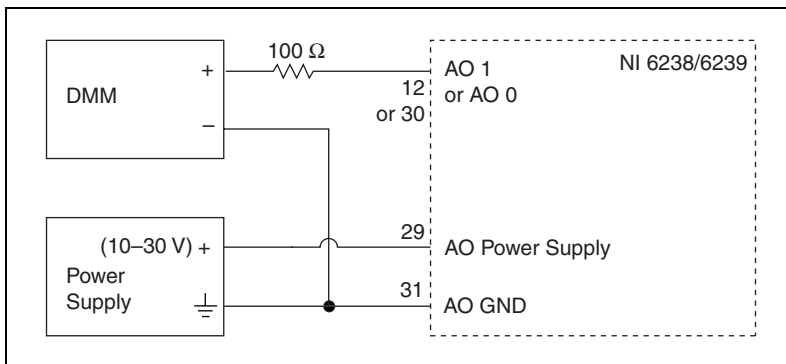 100 Ω
NI 6238/6239
+
AO 1
DMM
12
or AO 0
or 30
–
29
(10–30 V) +
AO Power Supply
Power
Supply
31
AO GND